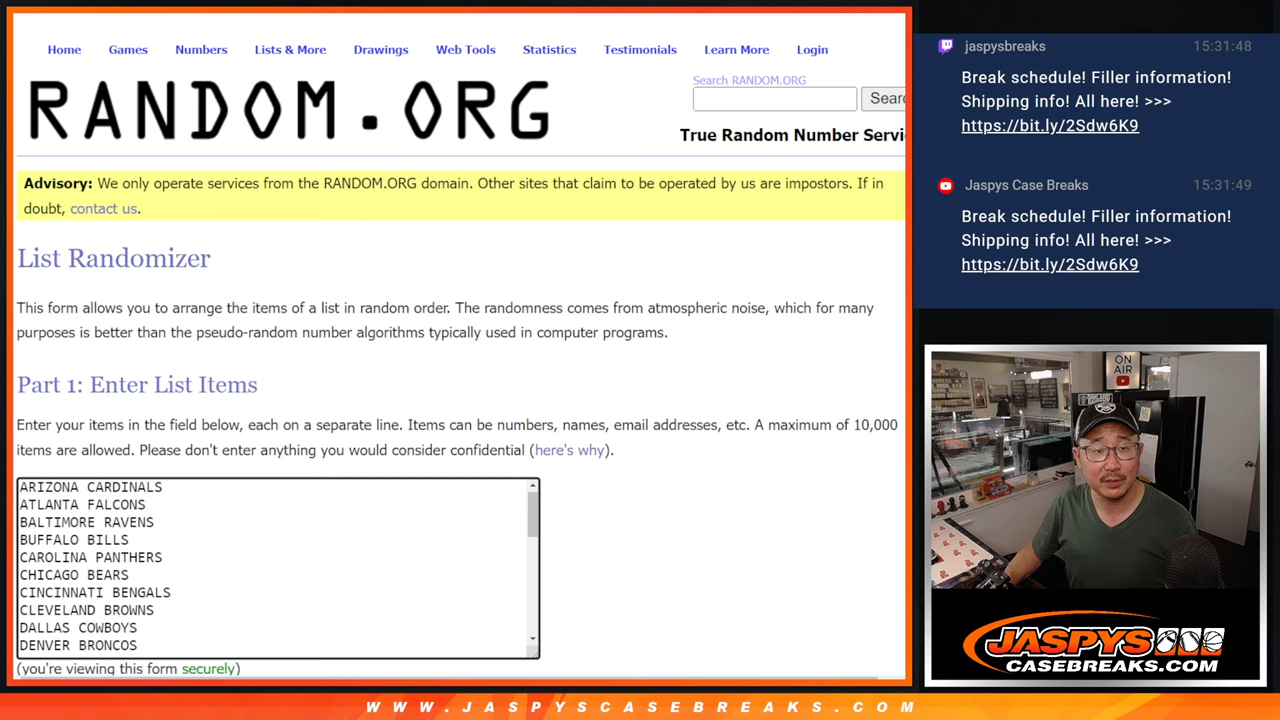 Home Games Numbers Lists & More Drawings Web Tools Statistics Testimonials Learn More Login
RANDOM.ORG
Search RANDOM.ORG
Sear
True Random Number Servi
Advisory: We only operate services from the RANDOM.ORG domain. Other sites that claim to be operated by us are impostors. If in
doubt, contact us.
List Randomizer
This form allows you to arrange the items of a list in random order. The randomness comes from atmospheric noise, which for many
purposes is better than the pseudo-random number algorithms typically used in computer programs.
Part 1: Enter List Items
Enter your items in the field below, each on a separate line. Items can be numbers, names, email addresses, etc. A maximum of 10,000
items are allowed. Please don't enter anything you would consider confidential (here's why).
ARIZONA CARDINALS
ATLANTA FALCONS
BALTIMORE RAVENS
BUFFALO BILLS
CAROLINA PANTHERS
CHICAGO BEARS
CINCINNATI BENGALS
CLEVELAND BROWNS
DALLAS COWBOYS
DENVER BRONCOS
(you're viewing this form securely)
jaspysbreaks 15:31:48
Break schedule! Filler information!
Shipping info! All here! >>>
https://bit.ly/2Sdw6K9
Jaspys Case Breaks 15:31:49
Break schedule! Filler information!
Shipping info! All here! >>>
https://bit.ly/2Sdw6K9
ON
AIR
JASPYS
CASEBREAKS.COM
WWW.JASPYSCASEBREAKS.COM